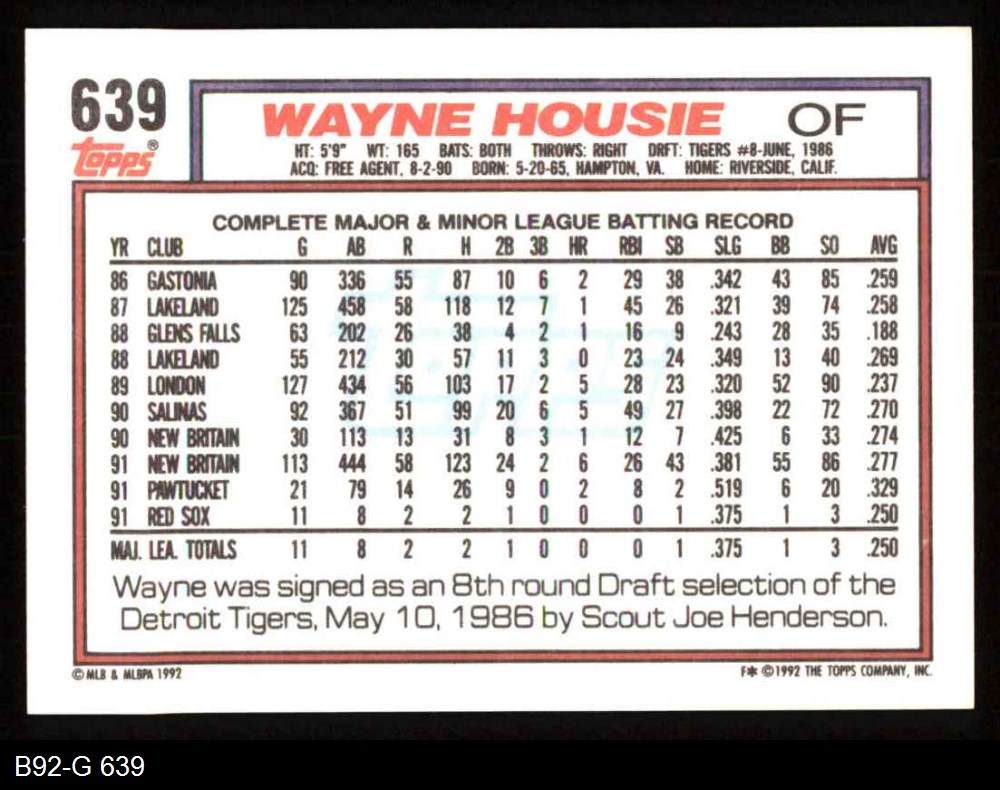 639
topps®
WAYNE HOUSIE OF
HT: 5'9" WT: 165 BATS: BOTH THROWS: RIGHT DRFT: TIGERS #8-JUNE, 1986
ACQ: FREE AGENT, 8-2-90 BORN: 5-20-65, HAMPTON, VA. HOME: RIVERSIDE, CALIF.
COMPLETE MAJOR & MINOR LEAGUE BATTING RECORD
YR CLUB G AB R H 2B 3B HR RBI SB SLG BB SO AVG
86 GASTONIA 90 336 55 87 10 6 2 29 38 .342 43 85 .259
87 LAKELAND 125 458 58 118 12 7 1 45 26 .321 39 74 .258
88 GLENS FALLS 63 202 26 38 4 2 1 16 9 .243 28 35 .188
88 LAKELAND 55 212 30 57 11 3 0 23 24 .349 13 40 .269
89 LONDON 127 434 56 103 17 2 5 28 23 .320 52 90 .237
90 SALINAS 92 367 51 99 20 6 5 49 27 .398 22 72 .270
90 NEW BRITAIN 30 113 13 31 8 3 1 12 7 .425 6 33 .274
91 NEW BRITAIN 113 444 58 123 24 2 6 26 43 .381 55 86 .277
91 PAWTUCKET 21 79 14 26 9 0 2 8 2 .519 6 20 .329
91 RED SOX 11 8 2 2 1 0 0 0 1 .375 1 3 .250
MAJ. LEA. TOTALS 11 8 2 2 1 0 0 0 1 .375 1 3 .250
Wayne was signed as an 8th round Draft selection of the
Detroit Tigers, May 10, 1986 by Scout Joe Henderson.
© MLB & MLBPA 1992
F* © 1992 THE TOPPS COMPANY, INC.
B92-G 639